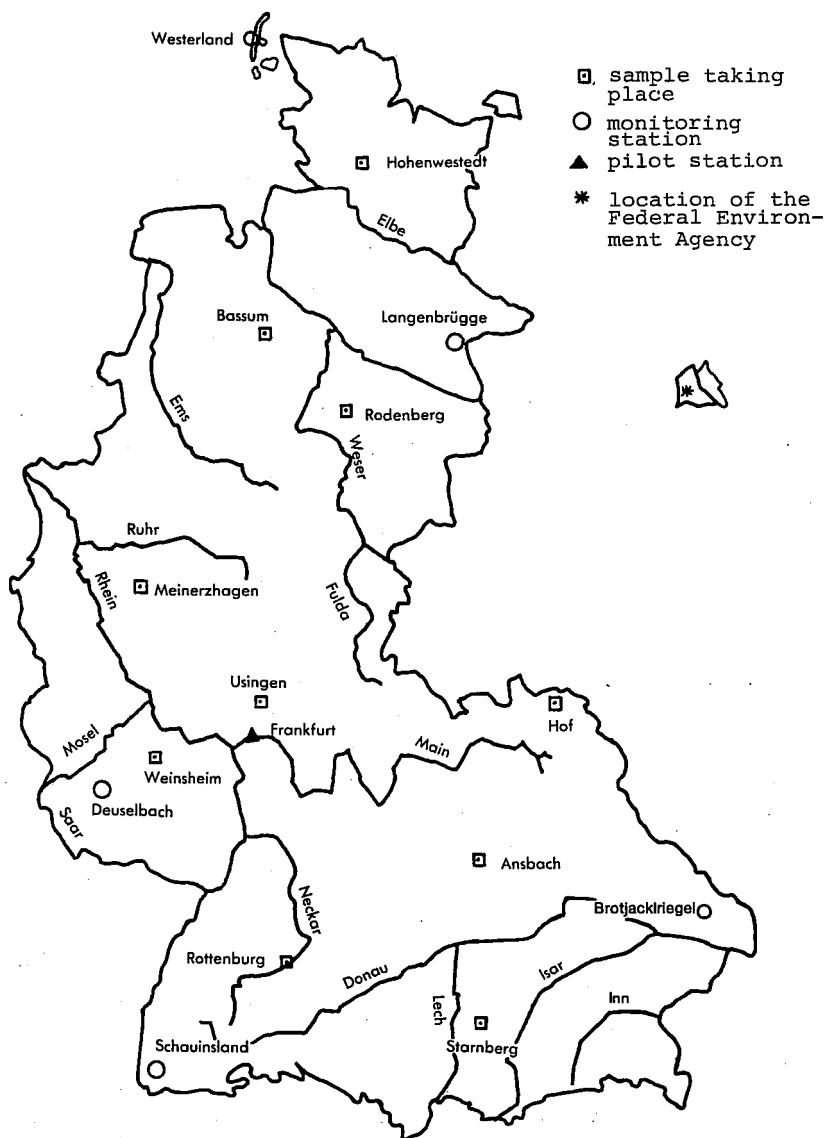 Westerland
sample taking
place
monitoring
station
pilot station
location of the
Federal Environ-
ment Agency
Hohenwestedt
Elbe
Bassum
Langenbrügge
Ems
Rodenberg
Weser
Ruhr
Rhein
Meinerzhagen
Fulda
Usingen
Hof
Frankfurt
Mosel
Main
Weinsheim
Deuselbach
Saar
Ansbach
Neckar
Brotjacklriegel
Rottenburg
Donau
Isar
Lech
Inn
Schauinsland
Starnberg